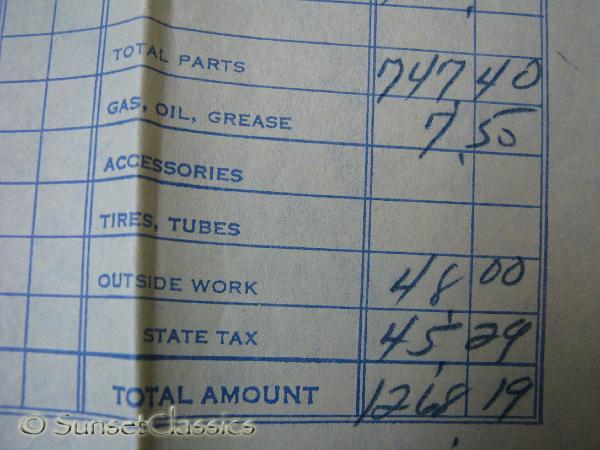 TOTAL PARTS 747.40
GAS, OIL, GREASE 7.50
ACCESSORIES
TIRES, TUBES
OUTSIDE WORK 48.00
STATE TAX 45.29
TOTAL AMOUNT 1268 19
© SunsetClassics